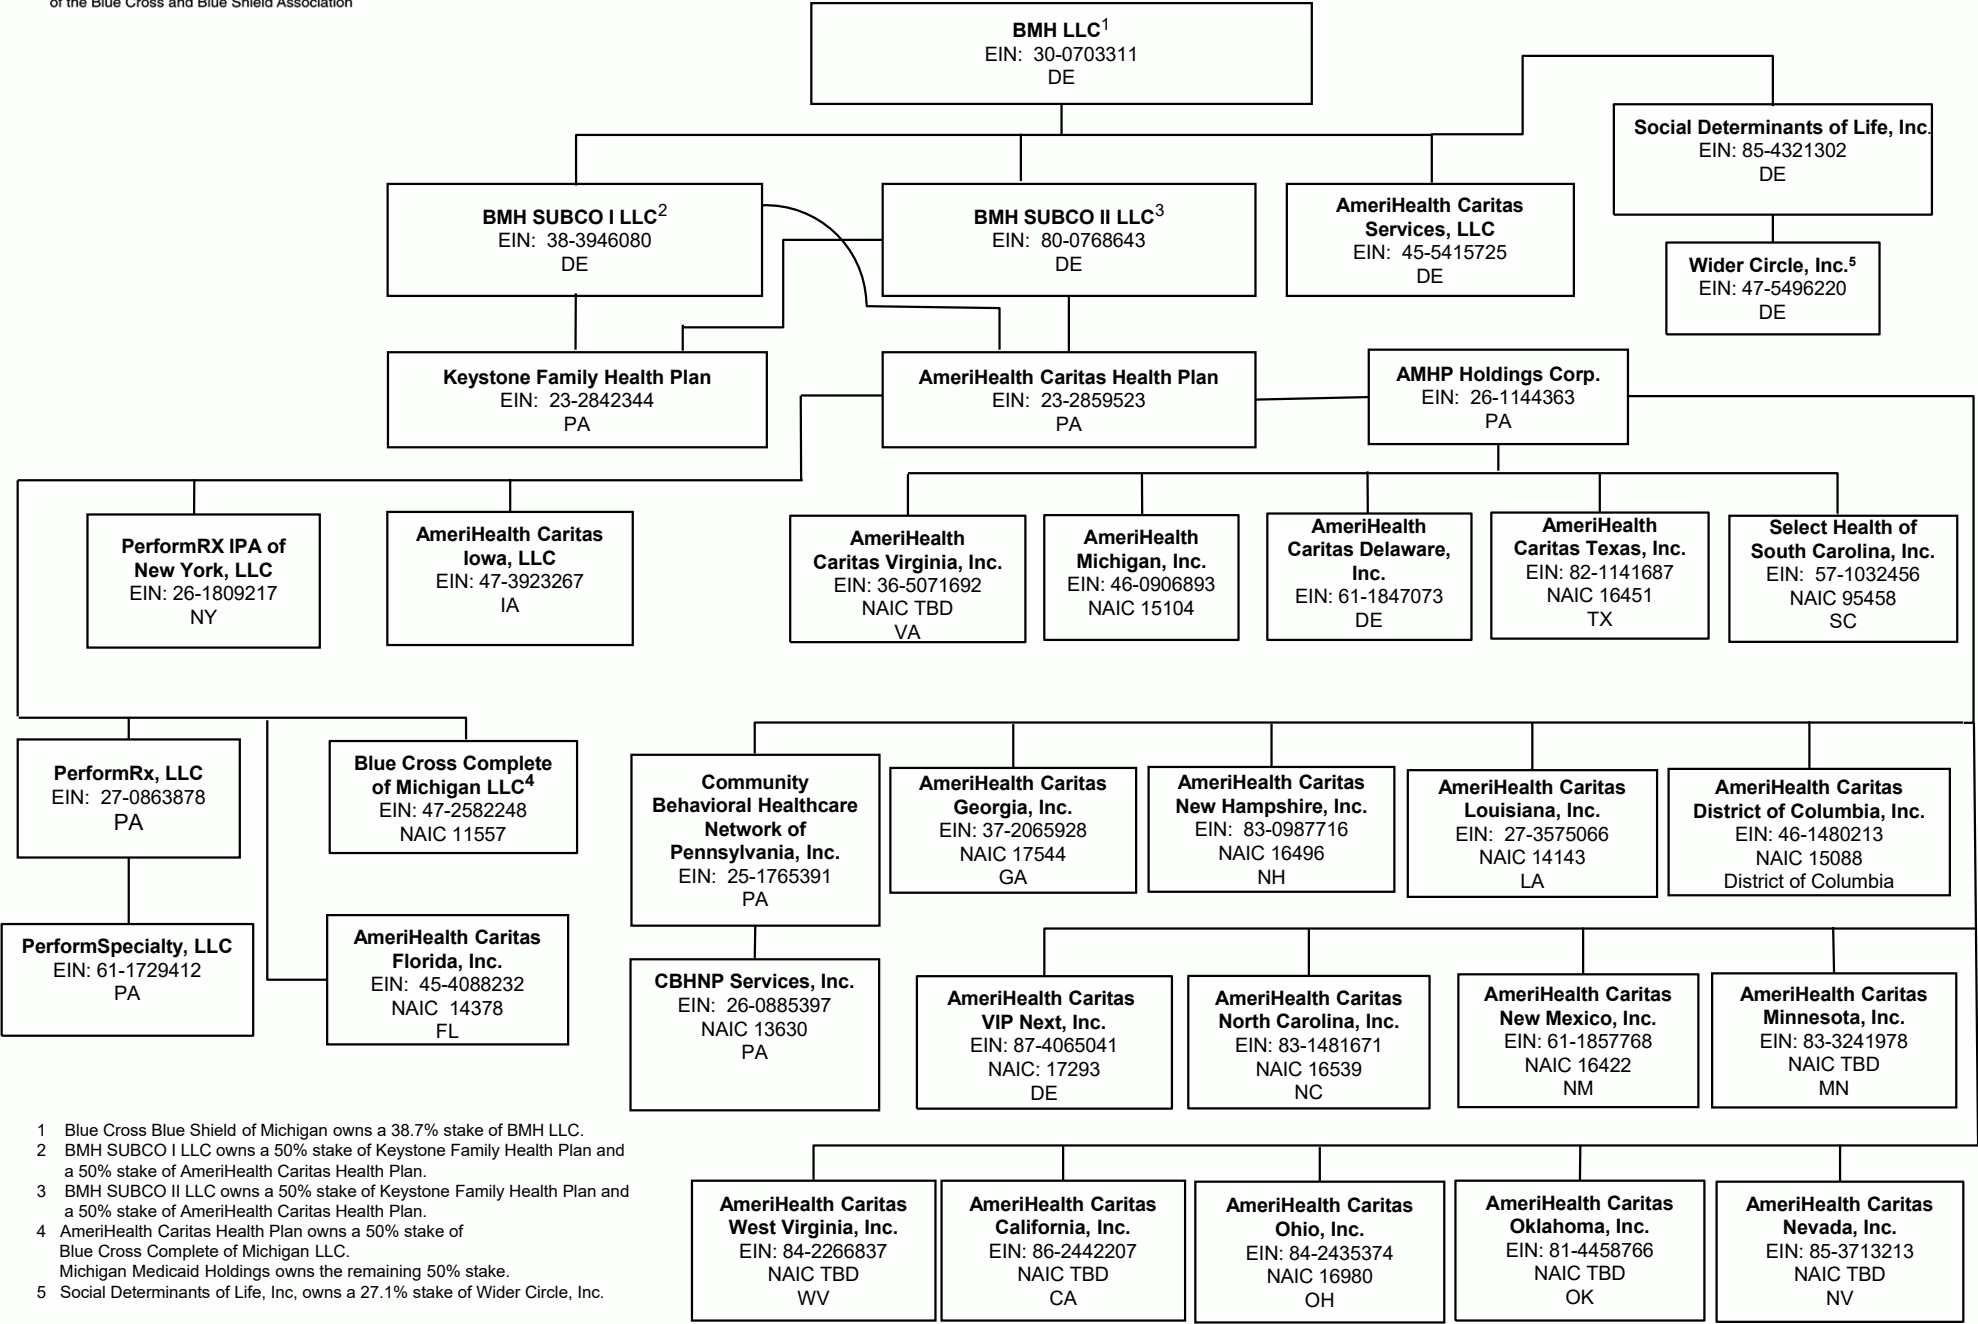 of the Blue Cross and Blue Shield Association
BMH LLC1
EIN: 30-0703311
DE
Social Determinants of Life, Inc.
EIN: 85-4321302
DE
BMH SUBCO I LLC2
EIN: 38-3946080
DE
BMH SUBCO II LLC3
EIN: 80-0768643
DE
AmeriHealth Caritas
Services, LLC
EIN: 45-5415725
DE
Wider Circle, Inc.5
EIN: 47-5496220
DE
Keystone Family Health Plan
EIN: 23-2842344
PA
AmeriHealth Caritas Health Plan
EIN: 23-2859523
PA
AMHP Holdings Corp.
EIN: 26-1144363
PA
PerformRX IPA of
New York, LLC
EIN: 26-1809217
NY
AmeriHealth Caritas
Iowa, LLC
EIN: 47-3923267
IA
AmeriHealth
Caritas Virginia, Inc.
EIN: 36-5071692
NAIC TBD
VA
AmeriHealth
Michigan, Inc.
EIN: 46-0906893
NAIC 15104
AmeriHealth
Caritas Delaware,
Inc.
EIN: 61-1847073
DE
AmeriHealth
Caritas Texas, Inc.
EIN: 82-1141687
NAIC 16451
TX
Select Health of
South Carolina, Inc.
EIN: 57-1032456
NAIC 95458
SC
PerformRx, LLC
EIN: 27-0863878
PA
Blue Cross Complete
of Michigan LLC4
EIN: 47-2582248
NAIC 11557
Community
Behavioral Healthcare
Network of
Pennsylvania, Inc.
EIN: 25-1765391
PA
AmeriHealth Caritas
Georgia, Inc.
EIN: 37-2065928
NAIC 17544
GA
AmeriHealth Caritas
New Hampshire, Inc.
EIN: 83-0987716
NAIC 16496
NH
AmeriHealth Caritas
Louisiana, Inc.
EIN: 27-3575066
NAIC 14143
LA
AmeriHealth Caritas
District of Columbia, Inc.
EIN: 46-1480213
NAIC 15088
District of Columbia
PerformSpecialty, LLC
EIN: 61-1729412
PA
AmeriHealth Caritas
Florida, Inc.
EIN: 45-4088232
NAIC 14378
FL
CBHNP Services, Inc.
EIN: 26-0885397
NAIC 13630
PA
AmeriHealth Caritas
VIP Next, Inc.
EIN: 87-4065041
NAIC: 17293
DE
AmeriHealth Caritas
North Carolina, Inc.
EIN: 83-1481671
NAIC 16539
NC
AmeriHealth Caritas
New Mexico, Inc.
EIN: 61-1857768
NAIC 16422
NM
AmeriHealth Caritas
Minnesota, Inc.
EIN: 83-3241978
NAIC TBD
MN
1 Blue Cross Blue Shield of Michigan owns a 38.7% stake of BMH LLC.
2 BMH SUBCO I LLC owns a 50% stake of Keystone Family Health Plan and
a 50% stake of AmeriHealth Caritas Health Plan.
3 BMH SUBCO II LLC owns a 50% stake of Keystone Family Health Plan and
a 50% stake of AmeriHealth Caritas Health Plan.
4 AmeriHealth Caritas Health Plan owns a 50% stake of
Blue Cross Complete of Michigan LLC.
Michigan Medicaid Holdings owns the remaining 50% stake.
5 Social Determinants of Life, Inc, owns a 27.1% stake of Wider Circle, Inc.
AmeriHealth Caritas
West Virginia, Inc.
EIN: 84-2266837
NAIC TBD
WV
AmeriHealth Caritas
California, Inc.
EIN: 86-2442207
NAIC TBD
CA
AmeriHealth Caritas
Ohio, Inc.
EIN: 84-2435374
NAIC 16980
OH
AmeriHealth Caritas
Oklahoma, Inc.
EIN: 81-4458766
NAIC TBD
OK
AmeriHealth Caritas
Nevada, Inc.
EIN: 85-3713213
NAIC TBD
NV